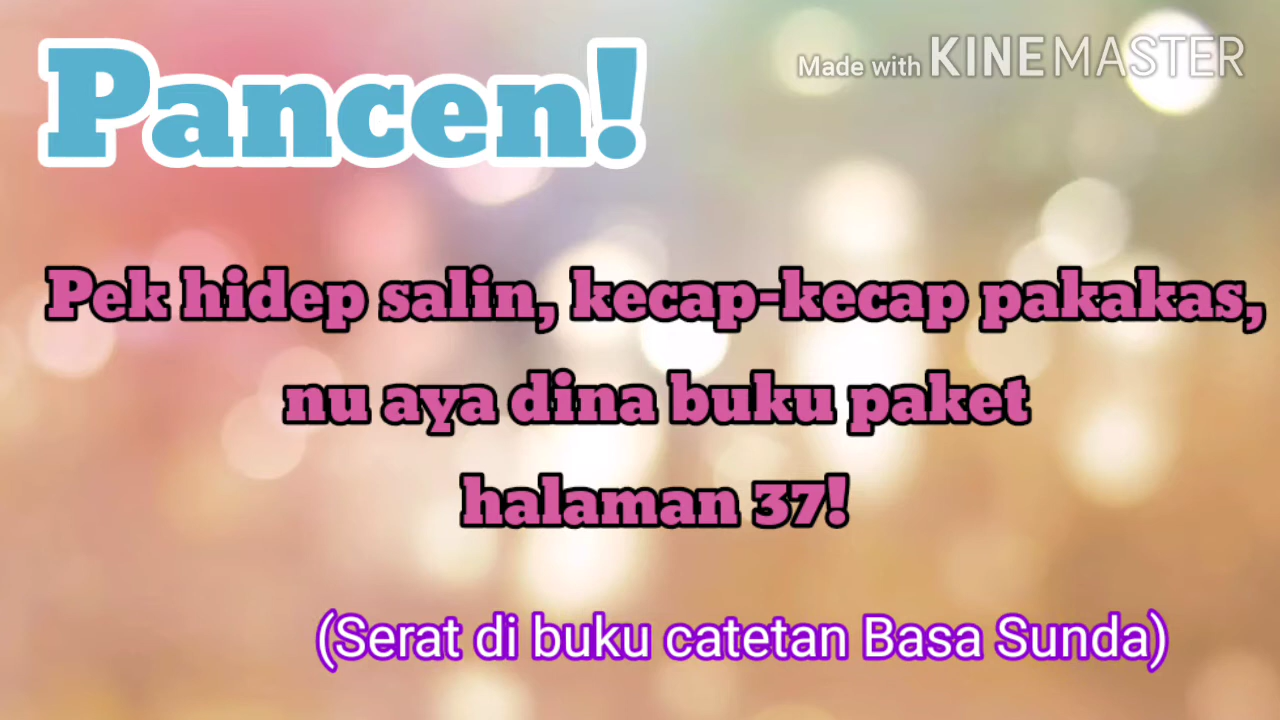 Made with KINEMASTER
Pancen!
Pek hidep salin, kecap-kecap pakakas,
nu aya dina buku paket
halaman 37!
(Serat di buku catetan Basa Sunda)